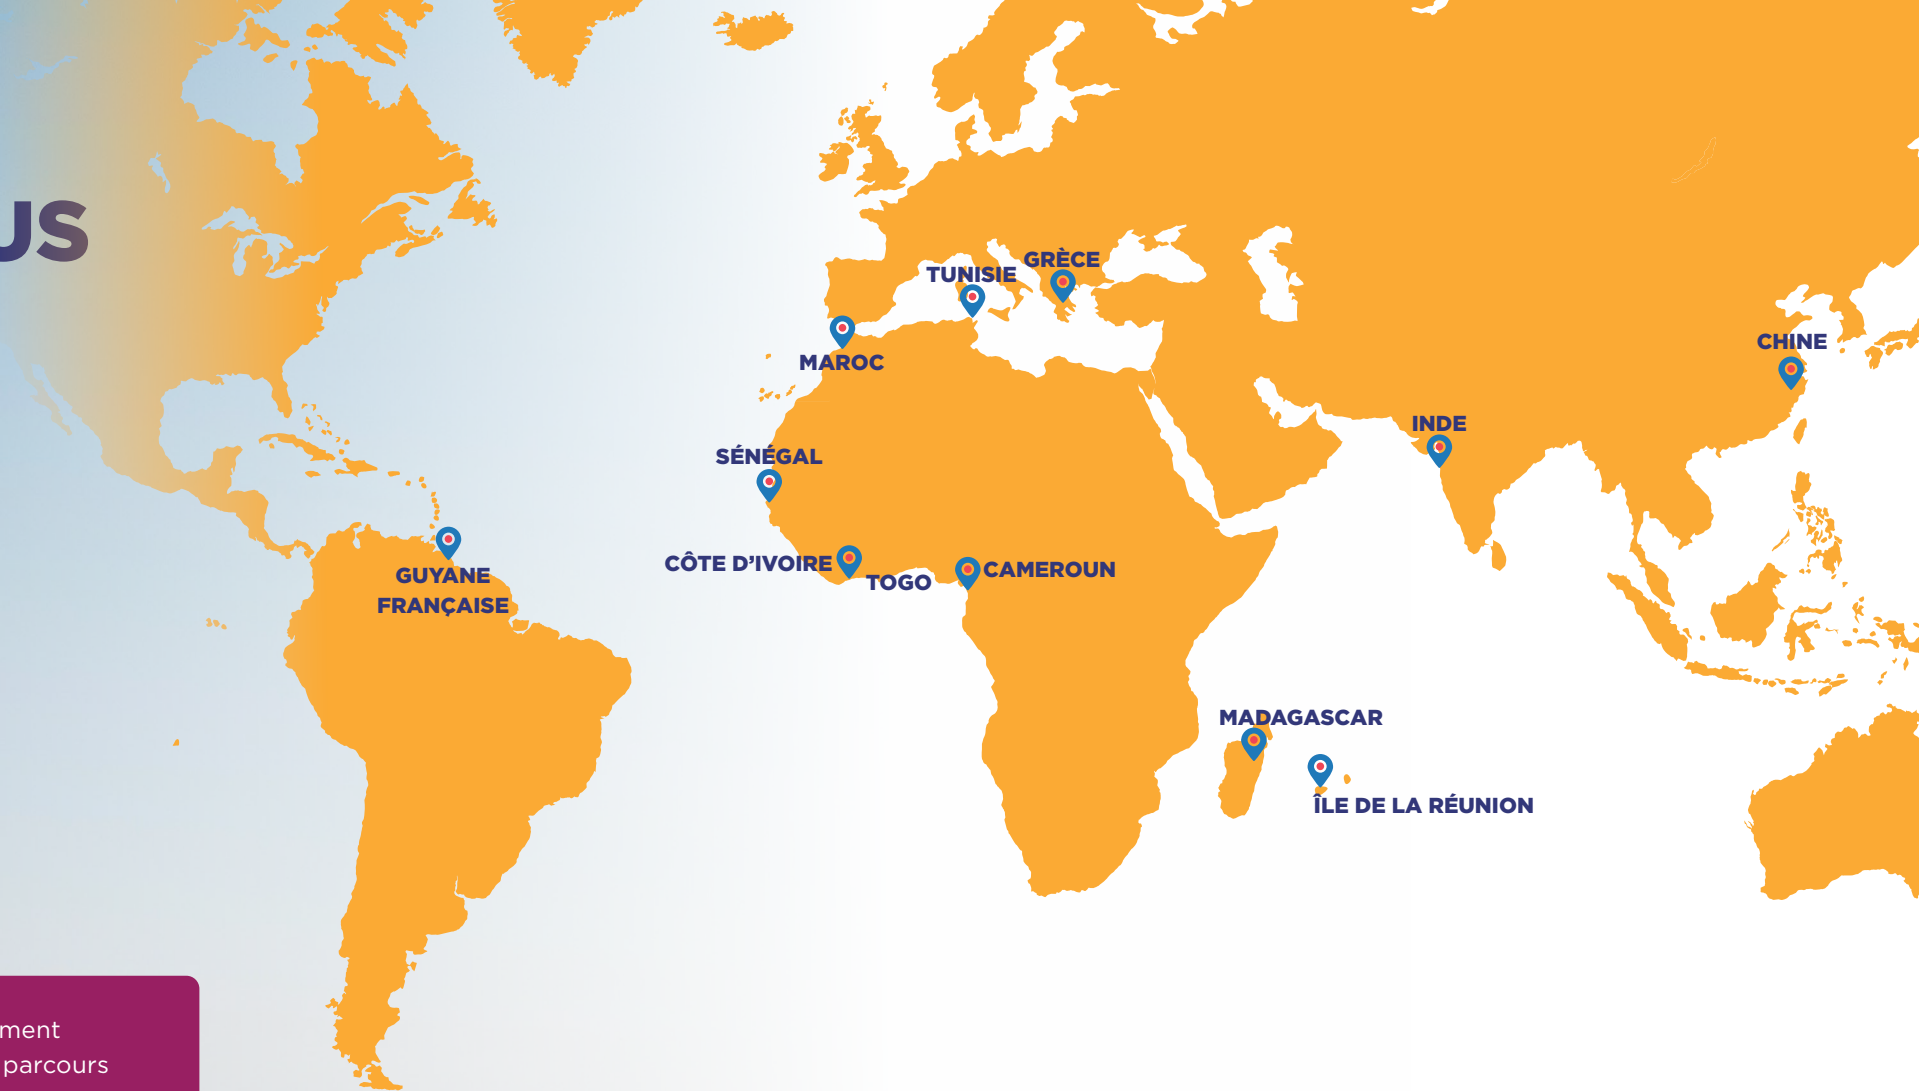 US
GRÈCE
TUNISIE
CHINE
MAROC
INDE
SÉNÉGAL
CÔTE D’IVOIRE
CAMEROUN
TOGO
GUYANE
FRANÇAISE
MADAGASCAR
ÎLE DE LA RÉUNION
ment
parcours